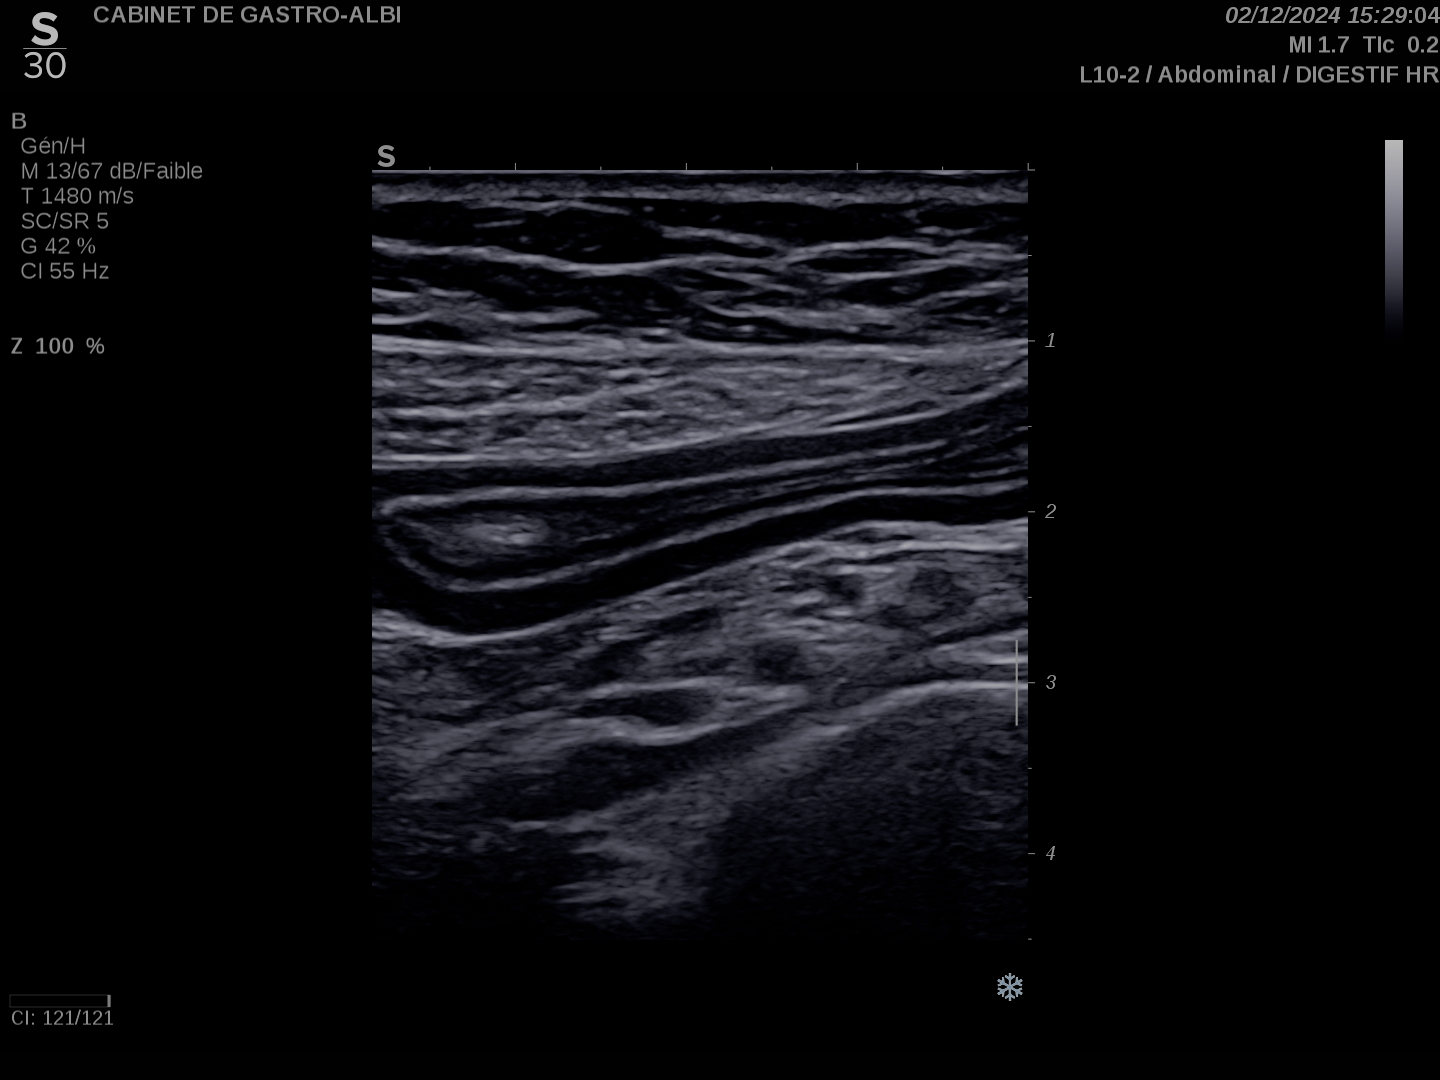 CABINET DE GASTRO-ALBI
02/12/2024 15:29:04
MI 1.7 TIc 0.2
L10-2 / Abdominal / DIGESTIF HR
S
30
B
Gén/H
M 13/67 dB/Faible
T 1480 m/s
SC/SR 5
G 42 %
CI 55 Hz
Z 100 %
S
1
2
3
4
CI: 121/121